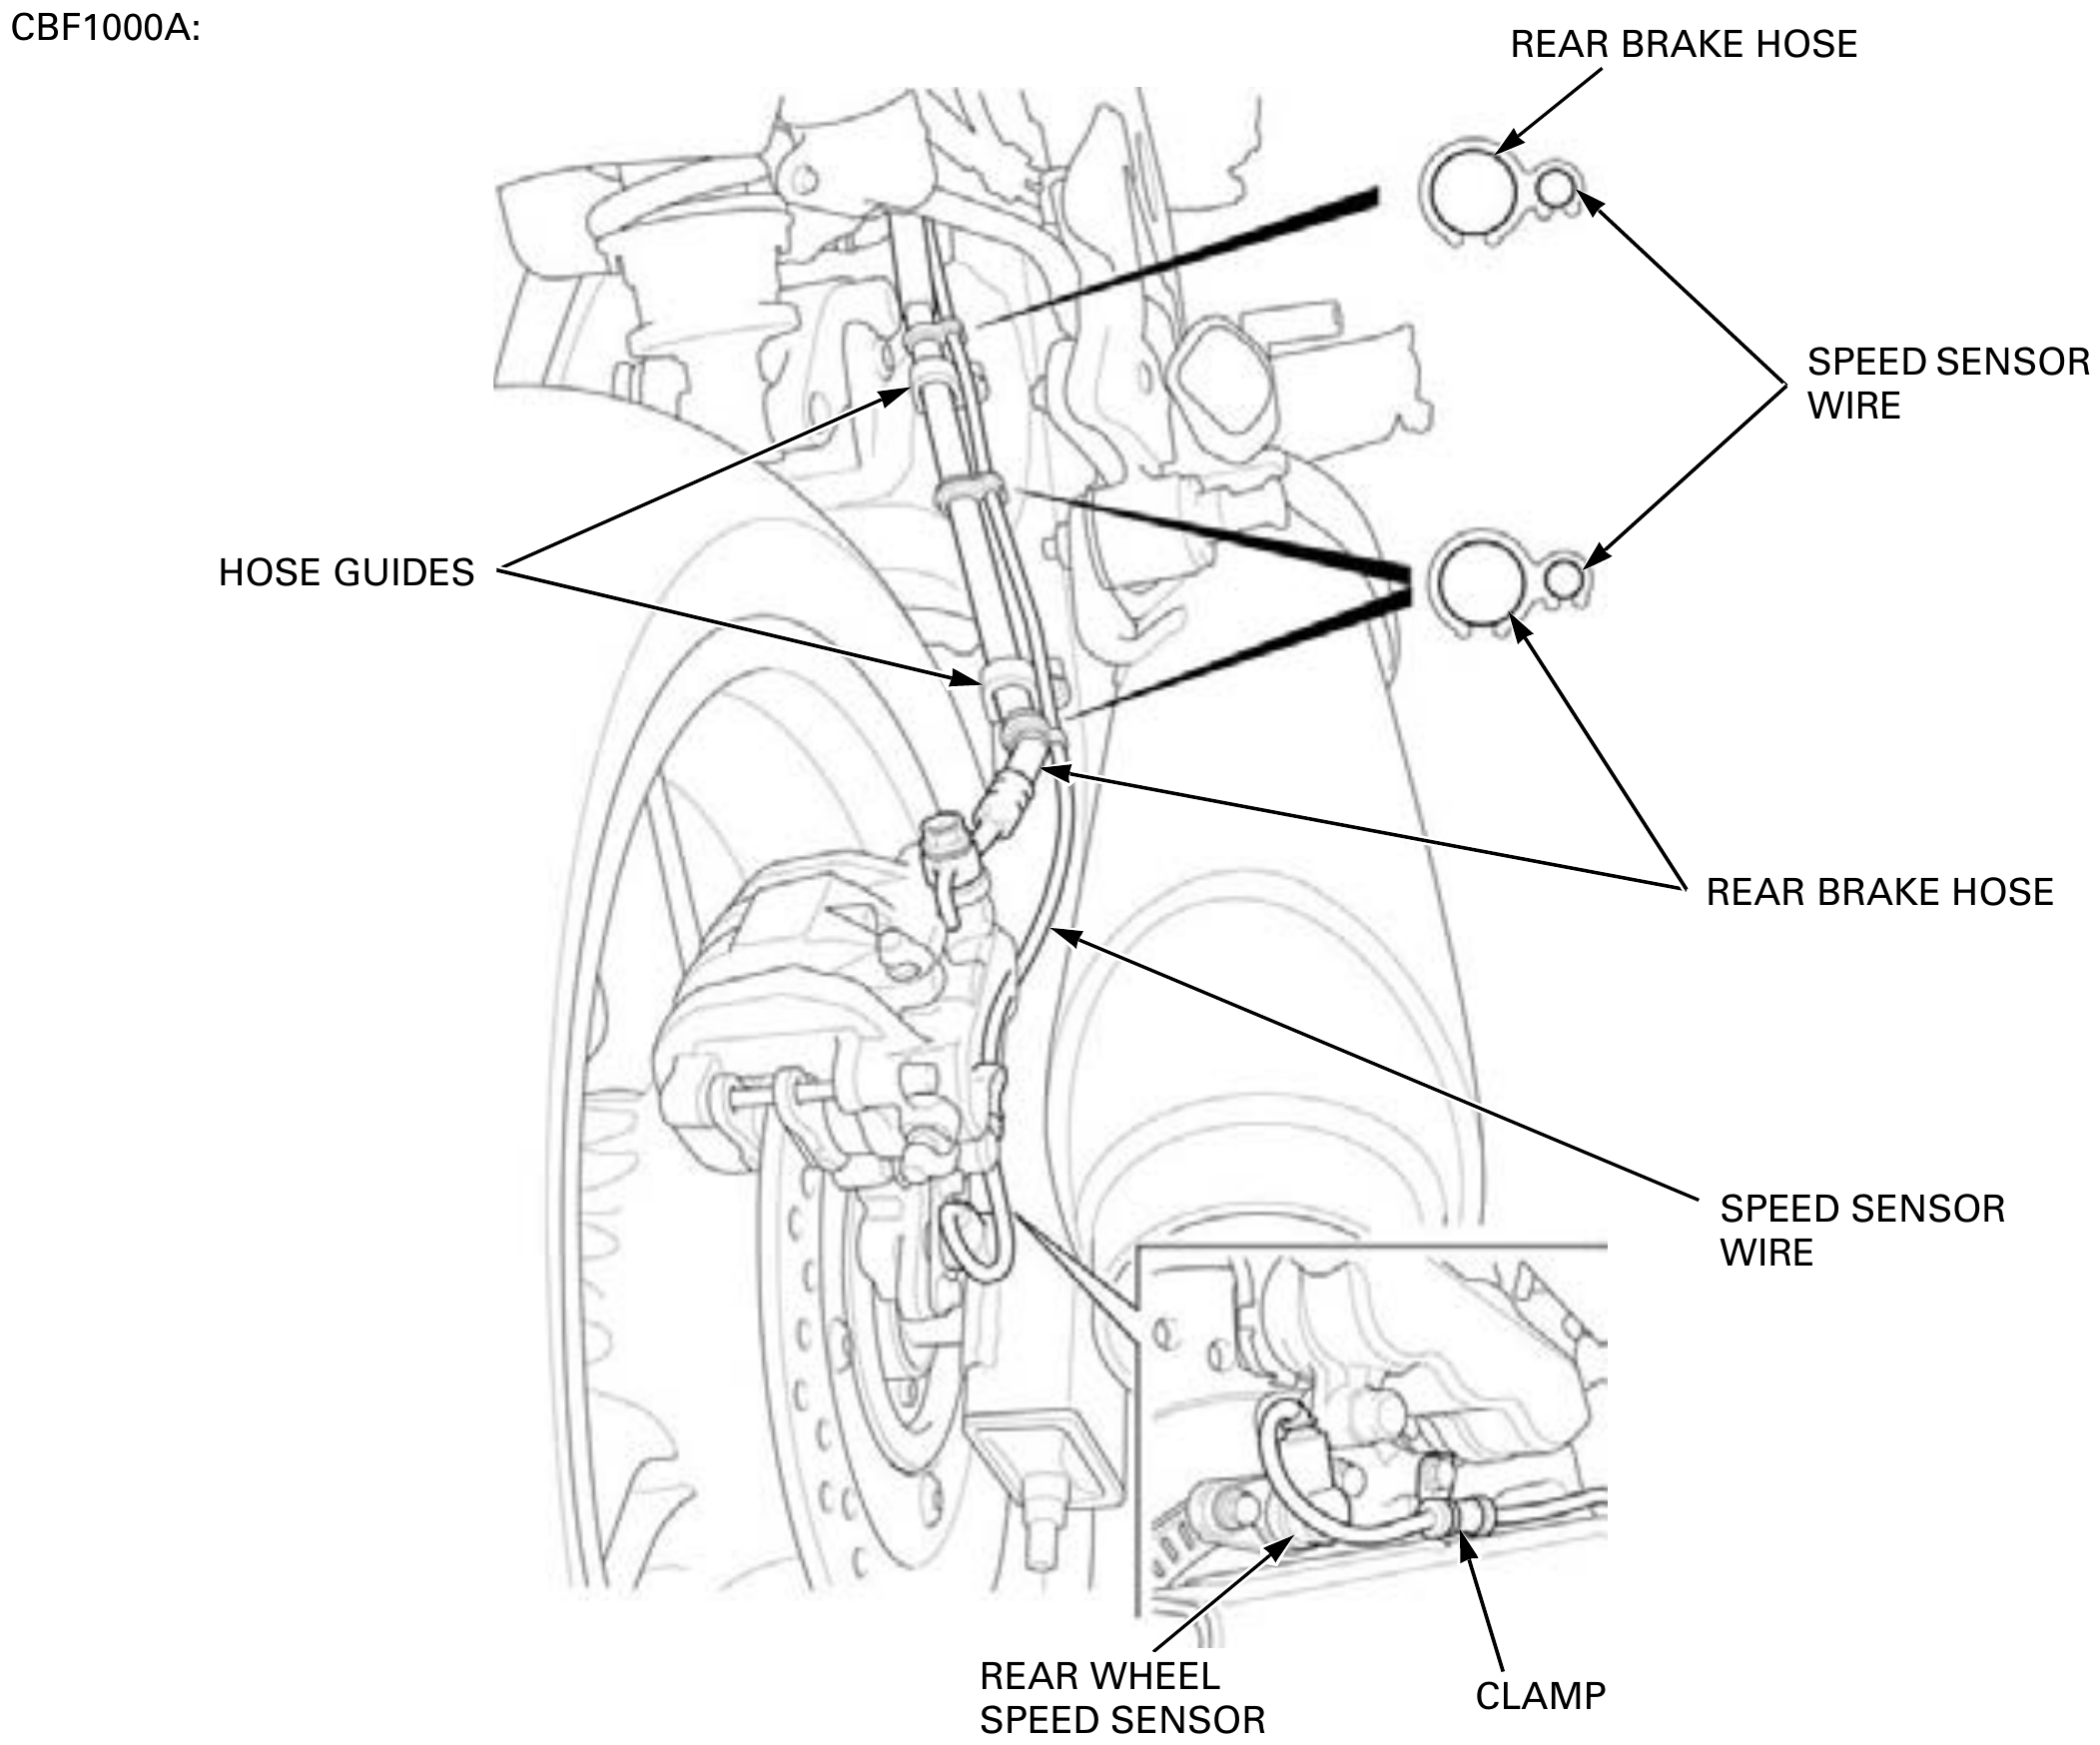 CBF1000A:
REAR BRAKE HOSE
SPEED SENSOR
WIRE
HOSE GUIDES
REAR BRAKE HOSE
SPEED SENSOR
WIRE
REAR WHEEL
SPEED SENSOR
CLAMP